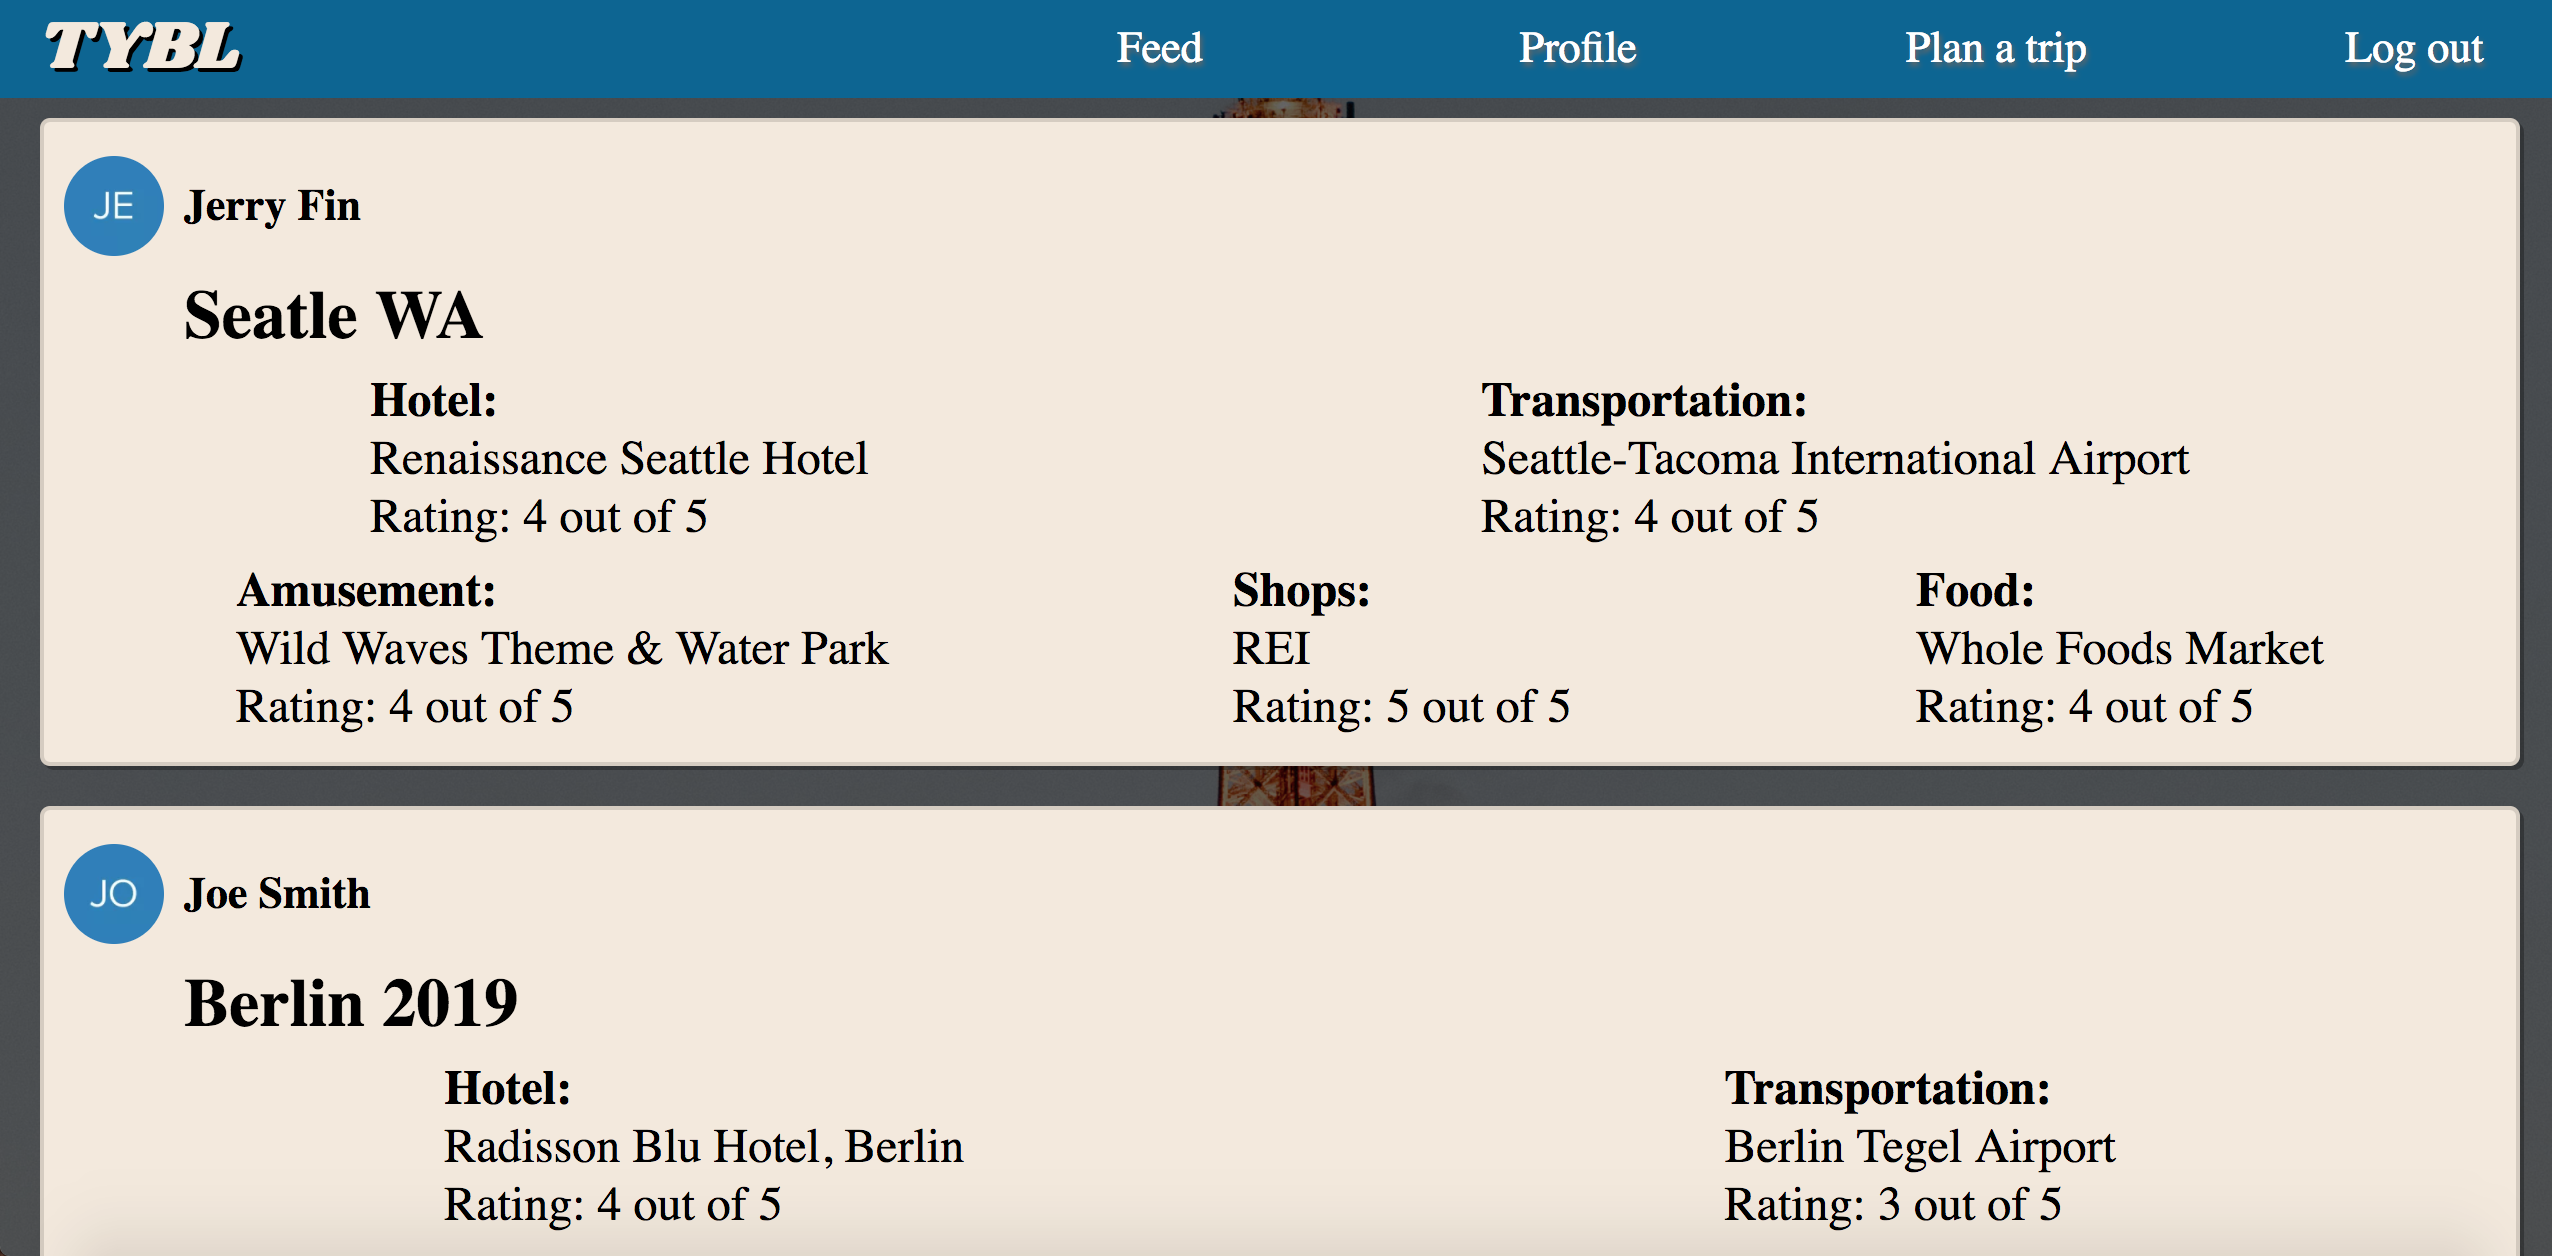 TYBL
Feed Profile Plan a trip Log out
JE Jerry Fin
Seatle WA
Hotel:
Renaissance Seattle Hotel
Rating: 4 out of 5
Transportation:
Seattle-Tacoma International Airport
Rating: 4 out of 5
Amusement:
Wild Waves Theme & Water Park
Rating: 4 out of 5
Shops:
REI
Rating: 5 out of 5
Food:
Whole Foods Market
Rating: 4 out of 5
JO Joe Smith
Berlin 2019
Hotel:
Radisson Blu Hotel, Berlin
Rating: 4 out of 5
Transportation:
Berlin Tegel Airport
Rating: 3 out of 5